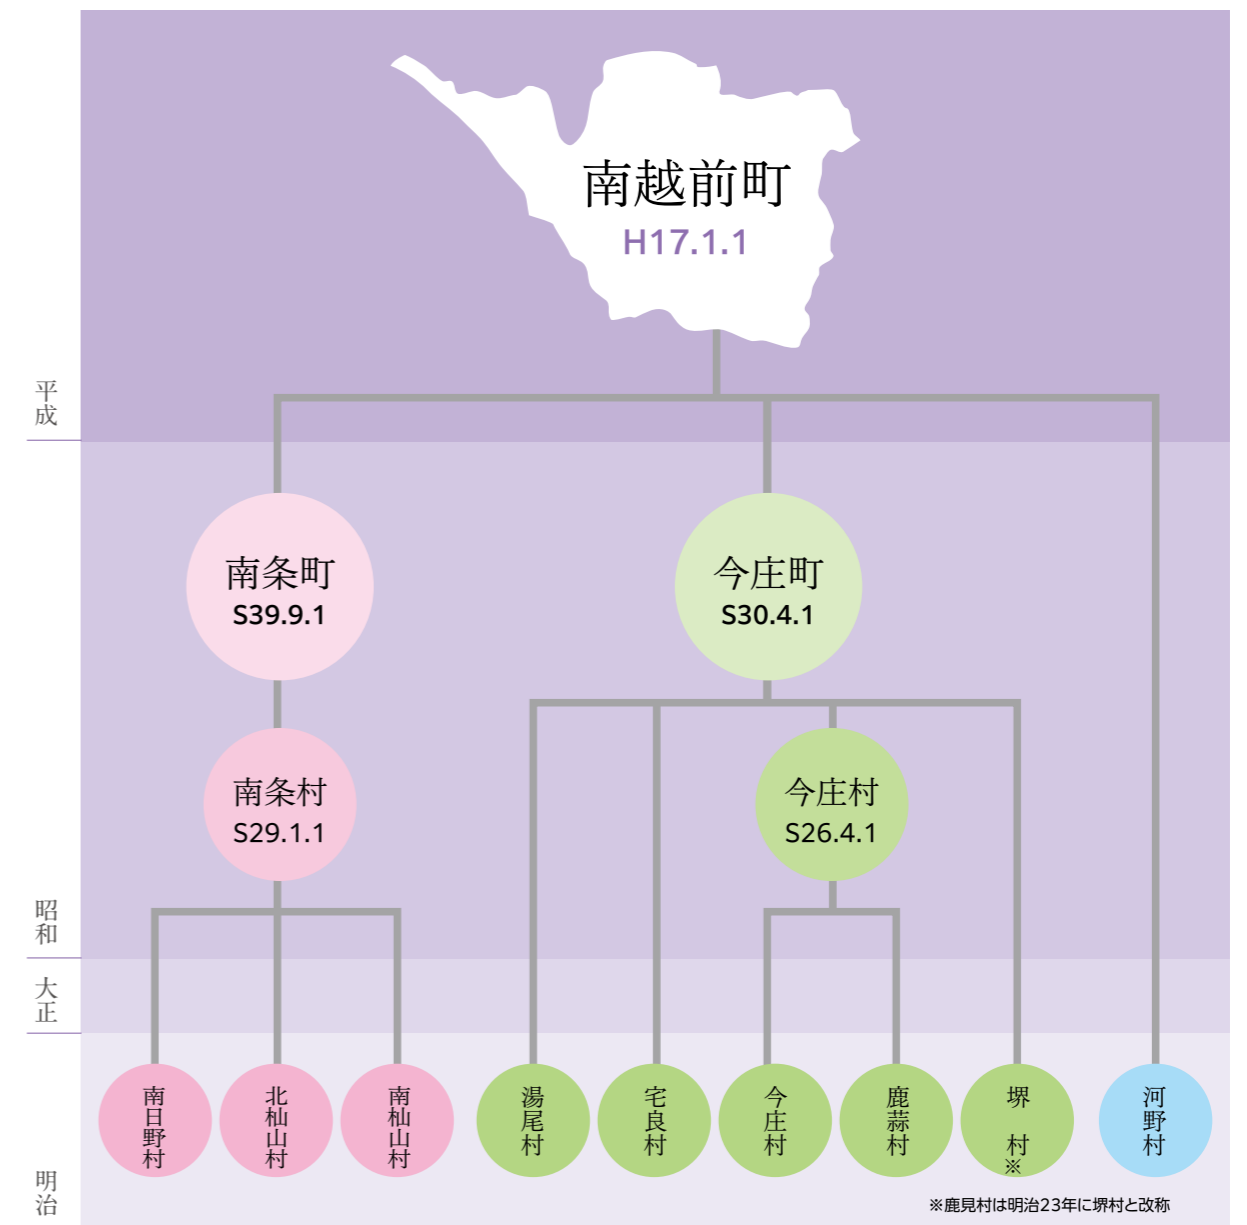 南越前町
H17.1.1
平成
南条町
S39.9.1
今庄町
S30.4.1
南条村
S29.1.1
今庄村
S26.4.1
昭和
大正
南日野村
北杣山村
南杣山村
湯尾村
宅良村
今庄村
鹿蒜村
堺村※
河野村
明治
※鹿見村は明治23年に堺村と改称